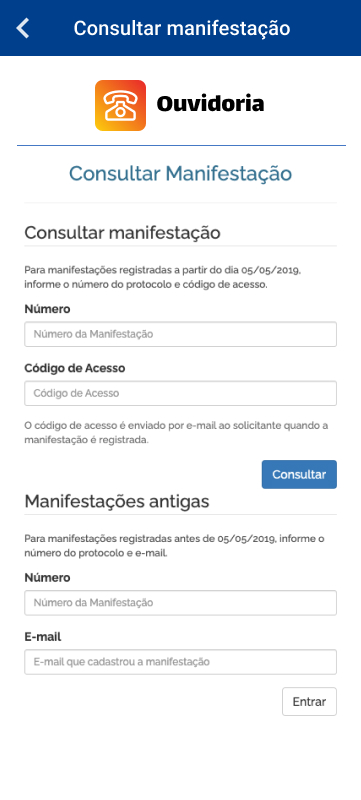 Consultar manifestação
Ouvidoria
Consultar Manifestação
Consultar manifestação
Para manifestações registradas a partir do dia 05/05/2019,
informe o número do protocolo e código de acesso.
Número
Número da Manifestação
Código de Acesso
Código de Acesso
O código de acesso é enviado por e-mail ao solicitante quando a
manifestação é registrada.
Consultar
Manifestações antigas
Para manifestações registradas antes de 05/05/2019, informe o
número do protocolo e e-mail.
Número
Número da Manifestação
E-mail
E-mail que cadastrou a manifestação
Entrar